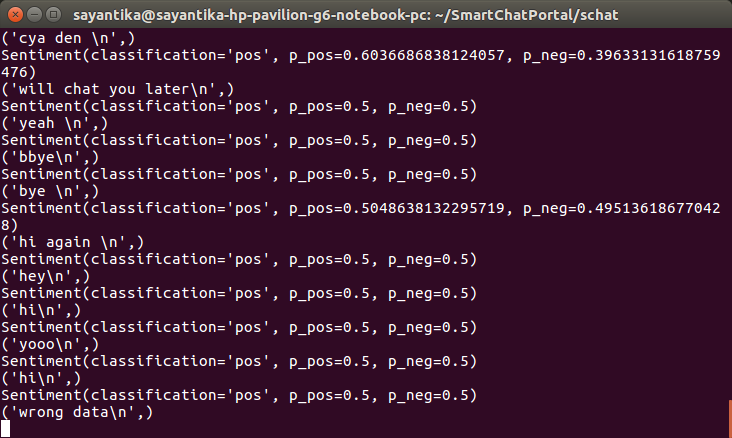 sayantika@sayantika-hp-pavilion-g6-notebook-pc: ~/SmartChatPortal/schat
('cya den \n',)
Sentiment(classification='pos', p_pos=0.6036686838124057, p_neg=0.39633131618759
476)
('will chat you later\n',)
Sentiment(classification='pos', p_pos=0.5, p_neg=0.5)
('yeah \n',)
Sentiment(classification='pos', p_pos=0.5, p_neg=0.5)
('bbye\n',)
Sentiment(classification='pos', p_pos=0.5, p_neg=0.5)
('bye \n',)
Sentiment(classification='pos', p_pos=0.5048638132295719, p_neg=0.49513618677042
8)
('hi again \n',)
Sentiment(classification='pos', p_pos=0.5, p_neg=0.5)
('hey\n',)
Sentiment(classification='pos', p_pos=0.5, p_neg=0.5)
('hi\n',)
Sentiment(classification='pos', p_pos=0.5, p_neg=0.5)
('yooo\n',)
Sentiment(classification='pos', p_pos=0.5, p_neg=0.5)
('hi\n',)
Sentiment(classification='pos', p_pos=0.5, p_neg=0.5)
('wrong data\n',)